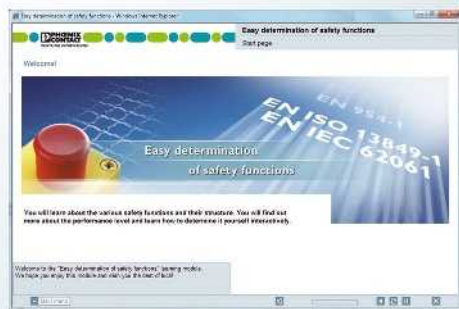 Easy determination of safety functions - Windows Internet Explorer
PHOENIX
CONTACT
Easy determination of safety functions
Start page
Welcome!
EN 954-1
EN ISO 13849-1
EN IEC 62061
Easy determination
of safety functions
You will learn about the various safety functions and their structure. You will find out
more about the performance level and learn how to determine it yourself interactively.
Welcome to the "Easy determination of safety functions" learning module.
We hope you enjoy this module and wish you the best of luck!